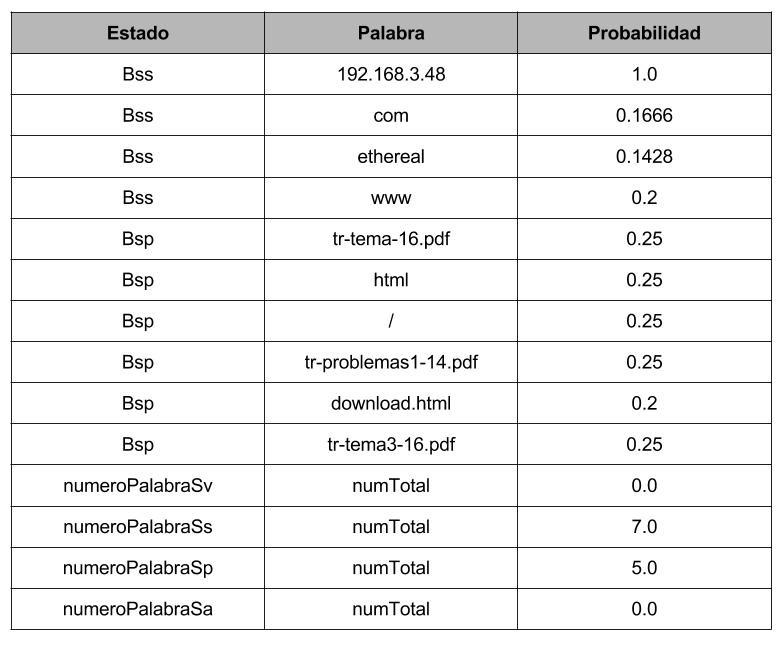 Estado Palabra Probabilidad
Bss 192.168.3.48 1.0
Bss com 0.1666
Bss ethereal 0.1428
Bss www 0.2
Bsp tr-tema-16.pdf 0.25
Bsp html 0.25
Bsp / 0.25
Bsp tr-problemas1-14.pdf 0.25
Bsp download.html 0.2
Bsp tr-tema3-16.pdf 0.25
numeroPalabraSv numTotal 0.0
numeroPalabraSs numTotal 7.0
numeroPalabraSp numTotal 5.0
numeroPalabraSa numTotal 0.0